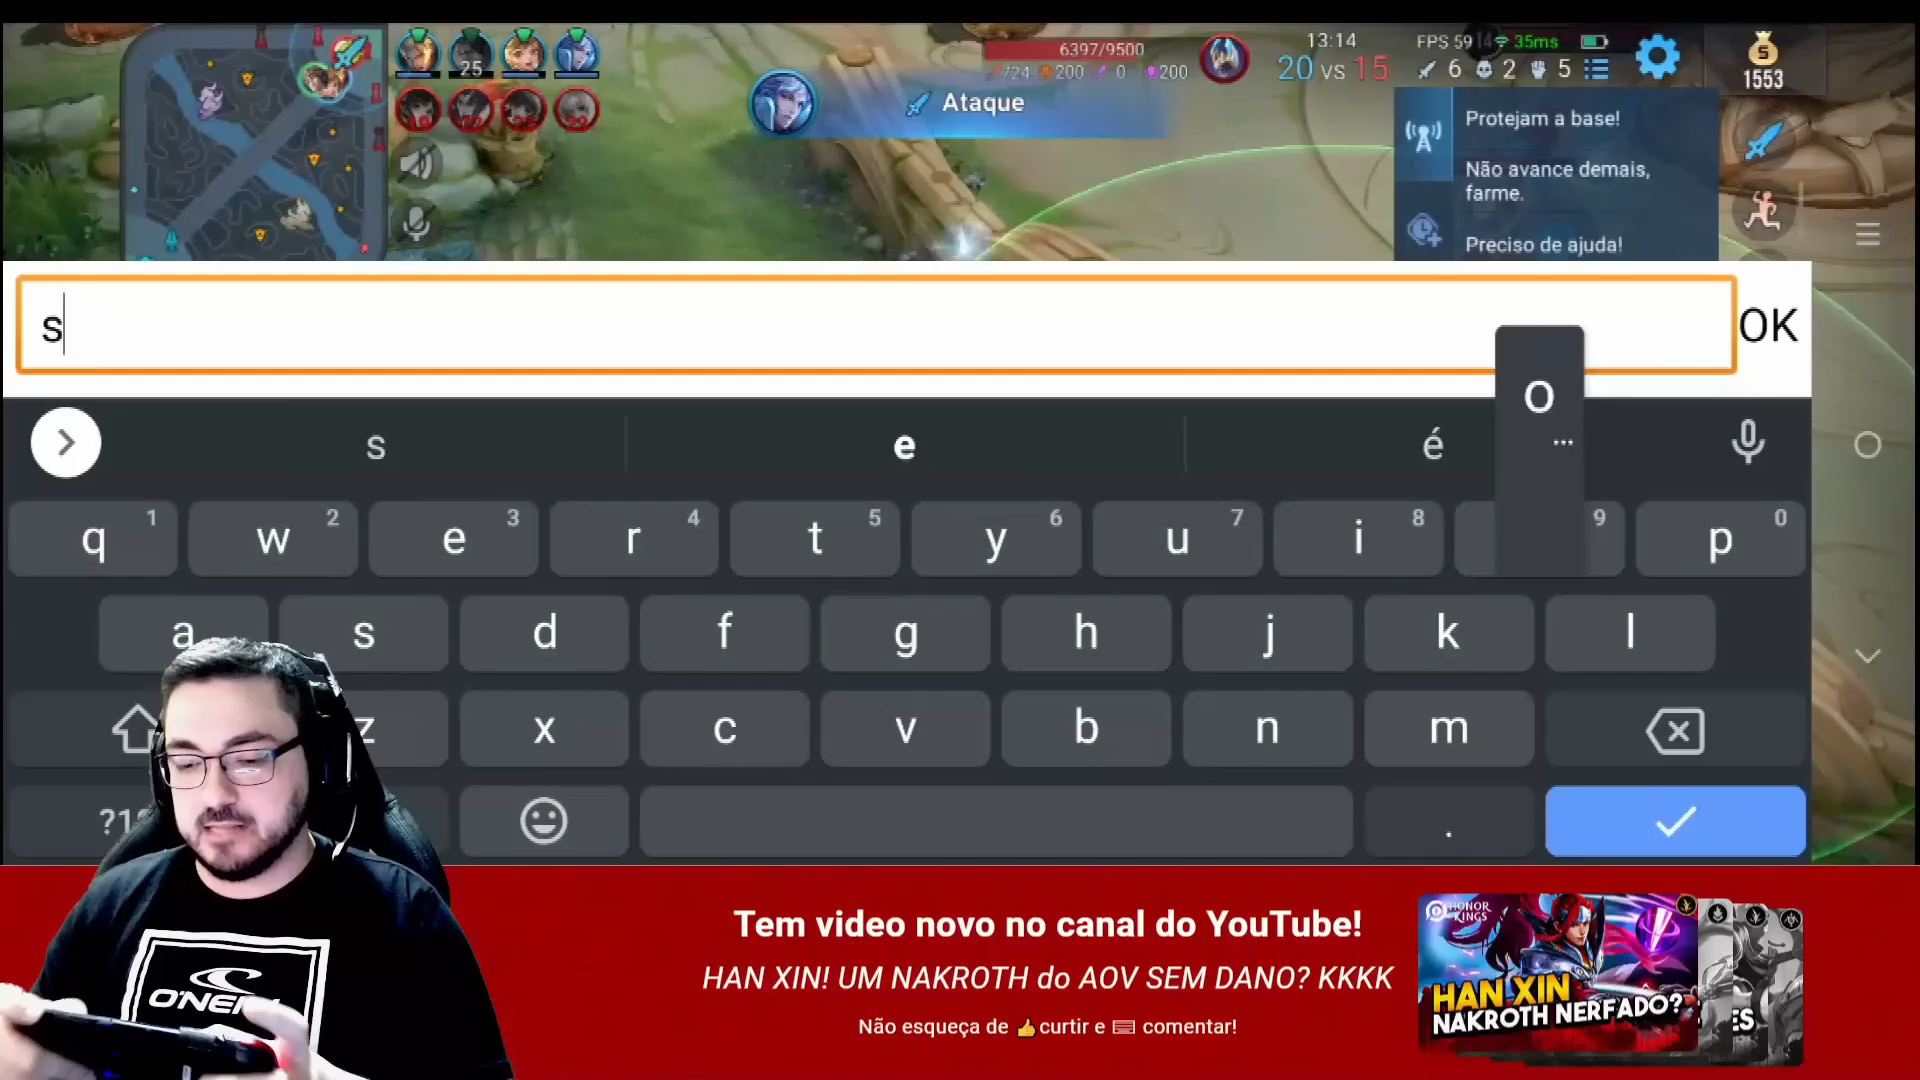 25
6397/9500
724 200 0 200
13:14
20 vs 15
FPS 59
35ms
6 2 5
1553
Ataque
Protejam a base!
Não avance demais,
farme.
Preciso de ajuda!
s
OK
o
...
s e é
q 1 w 2 e 3 r 4 t 5 y 6 u 7 i 8 9 p 0
a s d f g h j k l
z x c v b n m
.
O'NEI
Tem video novo no canal do YouTube!
HAN XIN! UM NAKROTH do AOV SEM DANO? KKKK
Não esqueça de 👍curtir e comentar!
HONOR
KINGS
HAN XIN
NAKROTH NERFADO?
ES